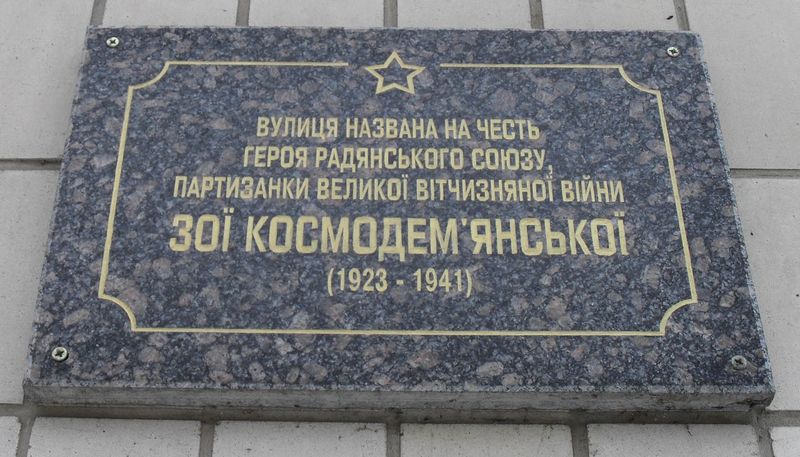 ВУЛИЦЯ НАЗВАНА НА ЧЕСТЬ
ГЕРОЯ РАДЯНСЬКОГО СОЮЗУ,
ПАРТИЗАНКИ ВЕЛИКОЇ ВІТЧИЗНЯНОЇ ВІЙНИ
ЗОЇ КОСМОДЕМ'ЯНСЬКОЇ
(1923 - 1941)